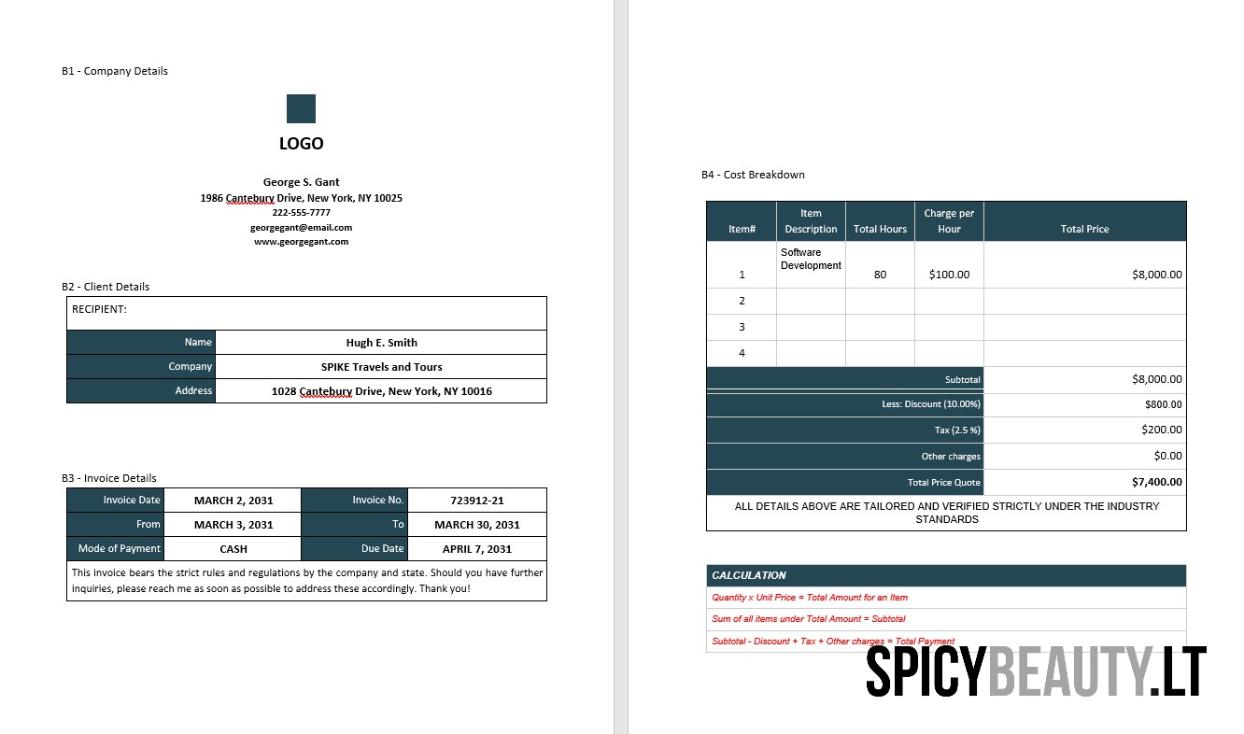 B1 - Company Details
LOGO
George S. Gant
1986 Cantebury Drive, New York, NY 10025
222-555-7777
georgegant@email.com
www.georgegant.com
B2 - Client Details
RECIPIENT:
Name Hugh E. Smith
Company SPIKE Travels and Tours
Address 1028 Cantebury Drive, New York, NY 10016
B3 - Invoice Details
Invoice Date MARCH 2, 2031 Invoice No. 723912-21
From MARCH 3, 2031 To MARCH 30, 2031
Mode of Payment CASH Due Date APRIL 7, 2031
This invoice bears the strict rules and regulations by the company and state. Should you have further
inquiries, please reach me as soon as possible to address these accordingly. Thank you!
B4 - Cost Breakdown
Item# Item Description Total Hours Charge per Hour Total Price
1 Software Development 80 $100.00 $8,000.00
2
3
4
Subtotal $8,000.00
Less: Discount (10.00%) $800.00
Tax (2.5 %) $200.00
Other charges $0.00
Total Price Quote $7,400.00
ALL DETAILS ABOVE ARE TAILORED AND VERIFIED STRICTLY UNDER THE INDUSTRY
STANDARDS
CALCULATION
Quantity x Unit Price = Total Amount for an Item
Sum of all items under Total Amount = Subtotal
Subtotal - Discount + Tax + Other charges = Total Payment
SPICYBEAUTY.LT